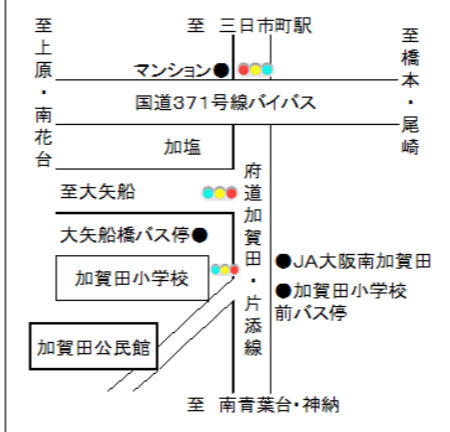 至 三日市町駅
至上原・南花台
至橋本・尾崎
マンション●
国道371号線バイパス
加塩
府道加賀田・片添線
至大矢船
大矢船橋バス停●
加賀田小学校
●JA大阪南加賀田
●加賀田小学校
前バス停
加賀田公民館
至 南青葉台・神納